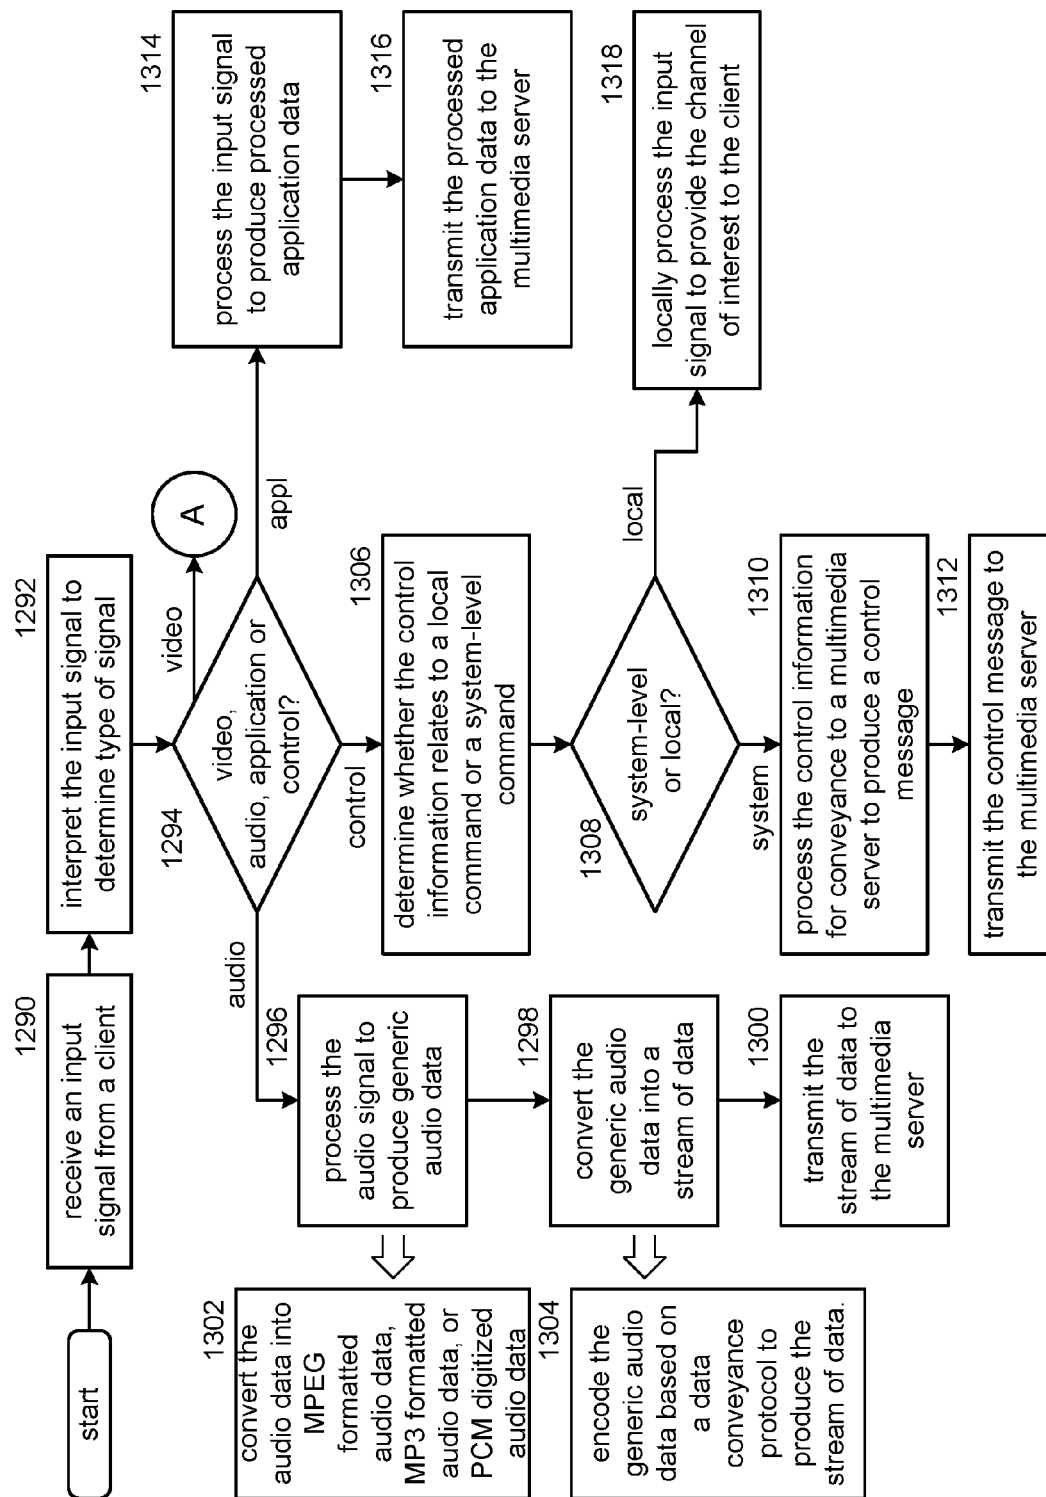 start
1290
receive an input
signal from a client
1292
interpret the input signal to
determine type of signal
1294
video,
audio, application or
control?
video
A
appl
audio
control
1314
process the input signal
to produce processed
application data
1316
transmit the processed
application data to the
multimedia server
1296
process the
audio signal to
produce generic
audio data
1302
convert the
audio data into
MPEG
formatted
audio data,
MP3 formatted
audio data, or
PCM digitized
audio data
1298
convert the
generic audio
data into a
stream of data
1304
encode the
generic audio
data based on
a data
conveyance
protocol to
produce the
stream of data.
1300
transmit the
stream of data to
the multimedia
server
1306
determine whether the control
information relates to a local
command or a system-level
command
1308
system-level
or local?
local
system
1318
locally process the input
signal to provide the channel
of interest to the client
1310
process the control information
for conveyance to a multimedia
server to produce a control
message
1312
transmit the control message to
the multimedia server